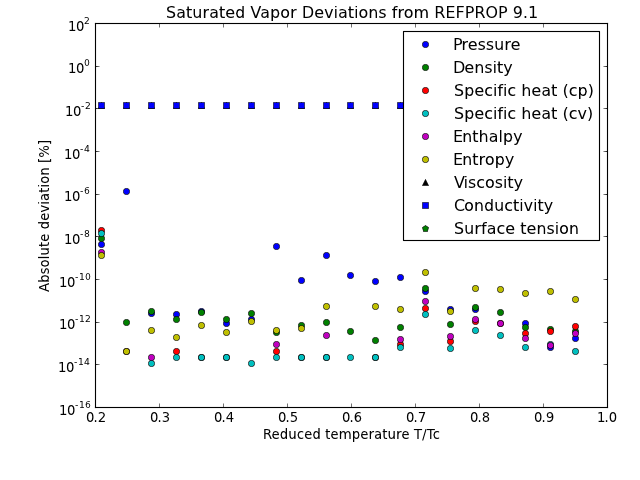 Saturated Vapor Deviations from REFPROP 9.1
10^2
10^0
10^-2
10^-4
10^-6
10^-8
10^-10
10^-12
10^-14
10^-16
Absolute deviation [%]
Pressure
Density
Specific heat (cp)
Specific heat (cv)
Enthalpy
Entropy
Viscosity
Conductivity
Surface tension
0.2 0.3 0.4 0.5 0.6 0.7 0.8 0.9 1.0
Reduced temperature T/Tc